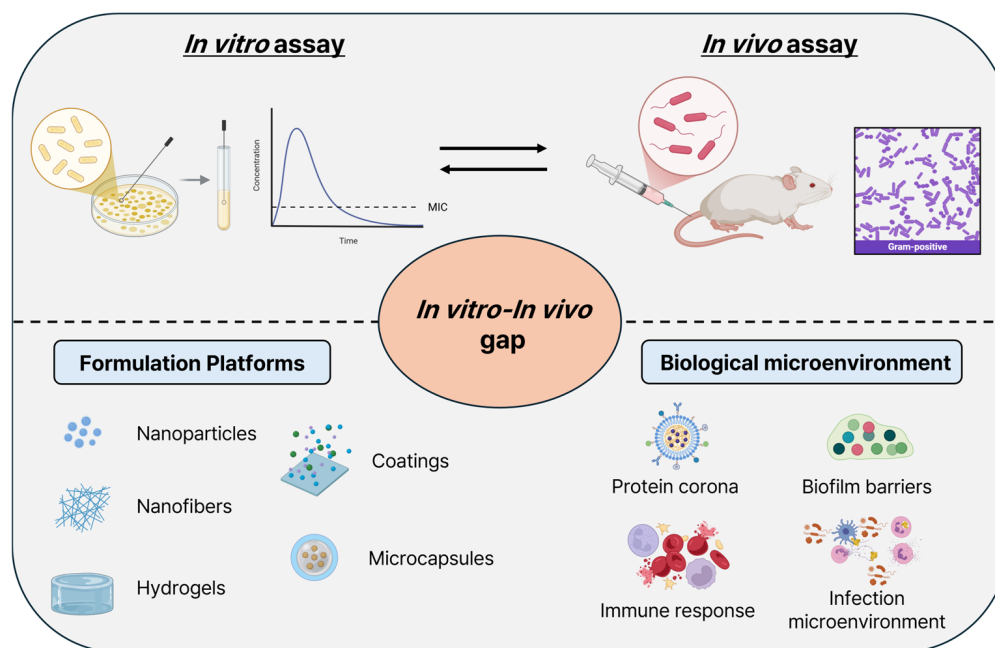 In vitro assay
In vivo assay
Concentration
MIC
Time
Gram-positive
In vitro-In vivo
gap
Formulation Platforms
Nanoparticles
Nanofibers
Hydrogels
Coatings
Microcapsules
Biological microenvironment
Protein corona
Biofilm barriers
Immune response
Infection
microenvironment